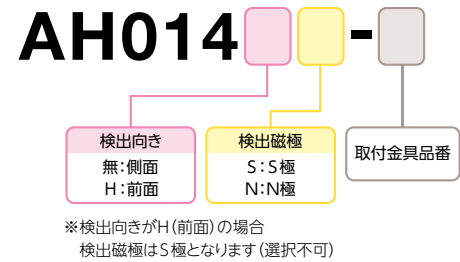 AH014 -
検出向き
無：側面
H：前面
検出磁極
S：S極
N：N極
取付金具品番
※検出向きがH（前面）の場合
検出磁極はS極となります（選択不可）